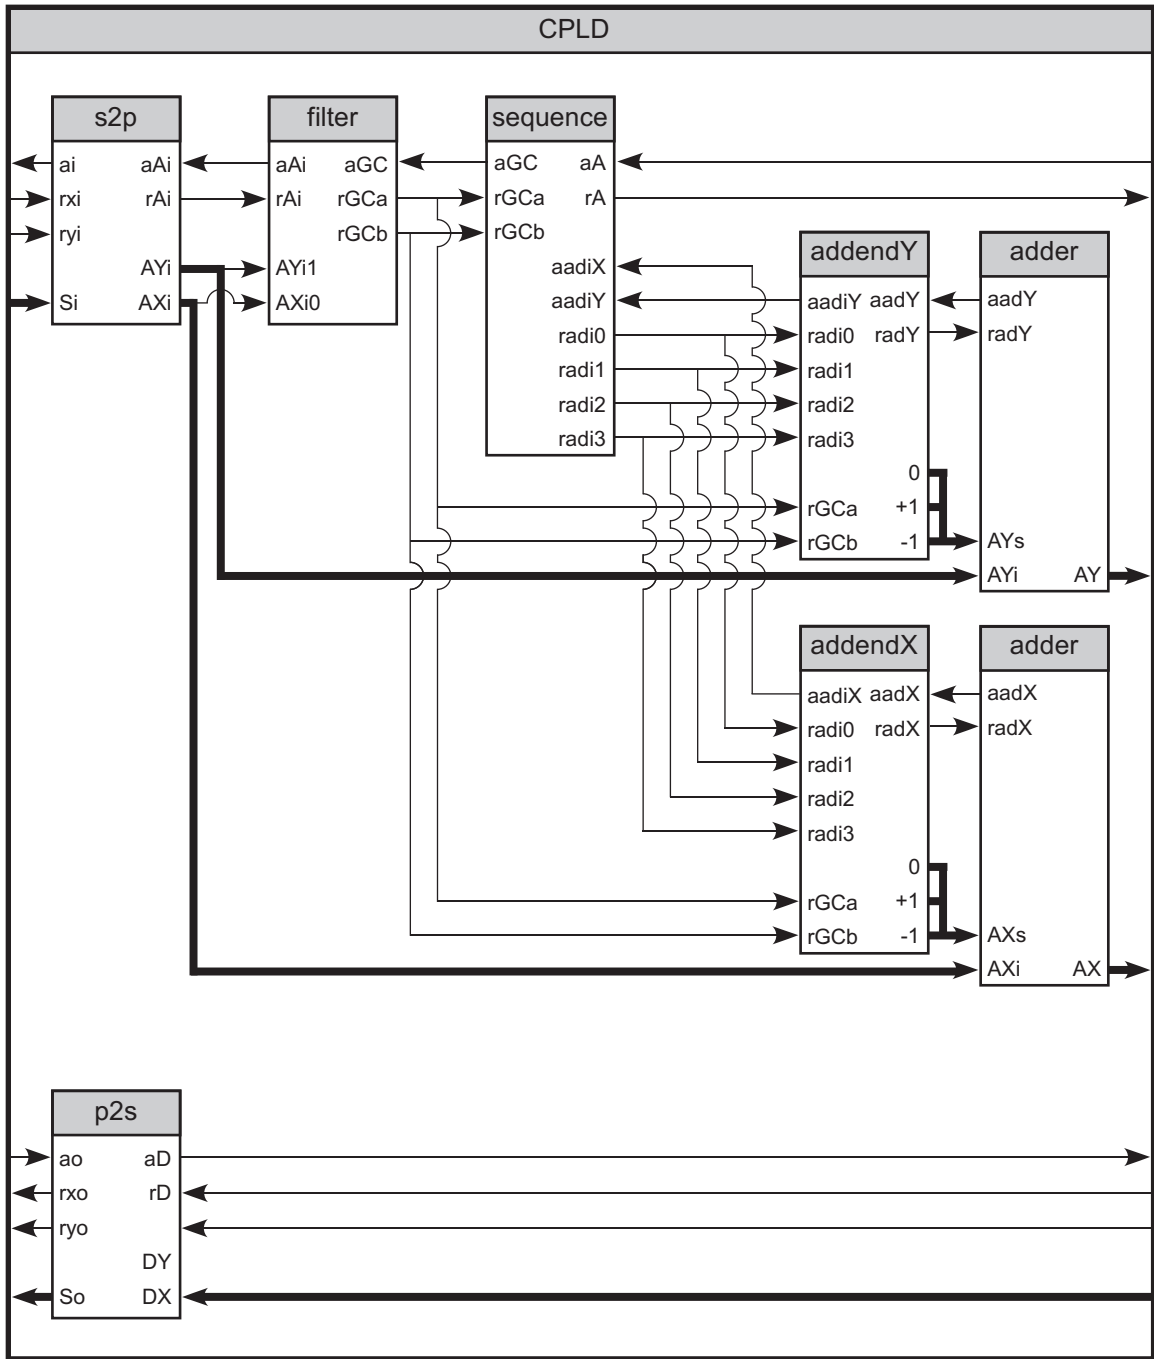 CPLD
s2p
ai aAi
rxi rAi
ryi
AYi
Si AXi
filter
aAi aGC
rAi rGCa
rGCb
AYi1
AXi0
sequence
aGC aA
rGCa rA
rGCb
aadiX
aadiY
radi0
radi1
radi2
radi3
addendY
aadiY aadY
radi0 radY
radi1
radi2
radi3
0
rGCa +1
rGCb -1
adder
aadY
radY
AYs
AYi AY
addendX
aadiX aadX
radi0 radX
radi1
radi2
radi3
0
rGCa +1
rGCb -1
adder
aadX
radX
AXs
AXi AX
p2s
ao aD
rxo rD
ryo
DY
So DX